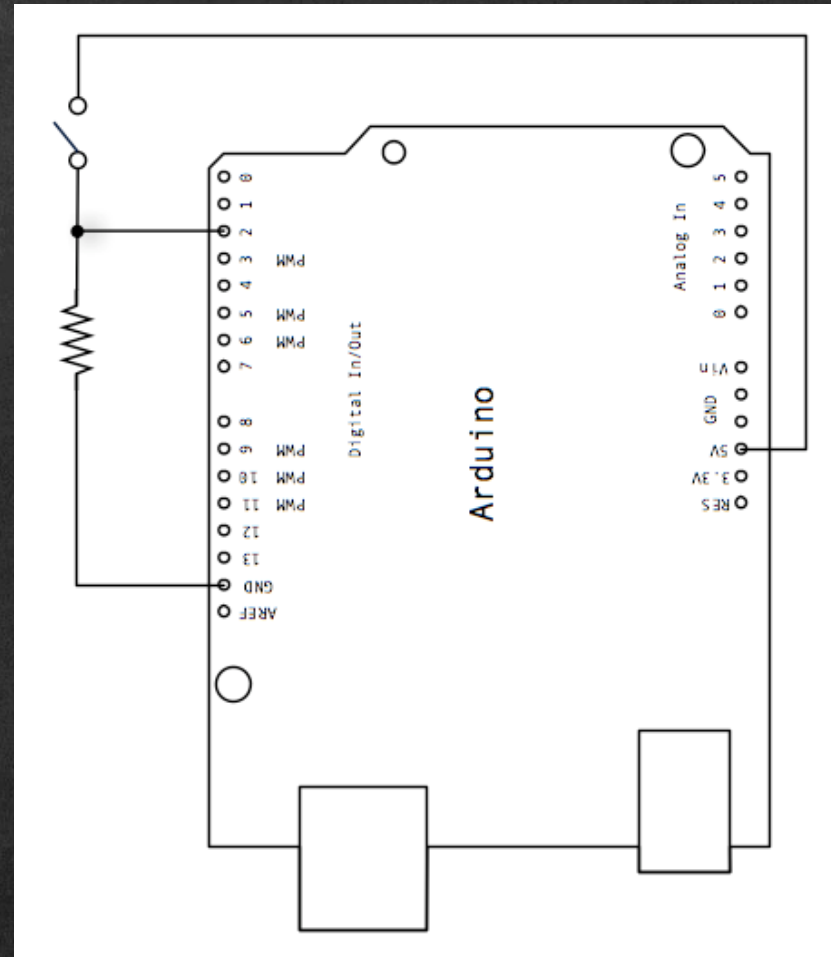 0
1
2
3 PWM
4
5 PWM
6 PWM
7
8
9 PWM
10 PWM
11 PWM
12
13
GND
AREF
Digital In/Out
Arduino
Analog In
5
4
3
2
1
0
Vin
GND
5V
3.3V
RES